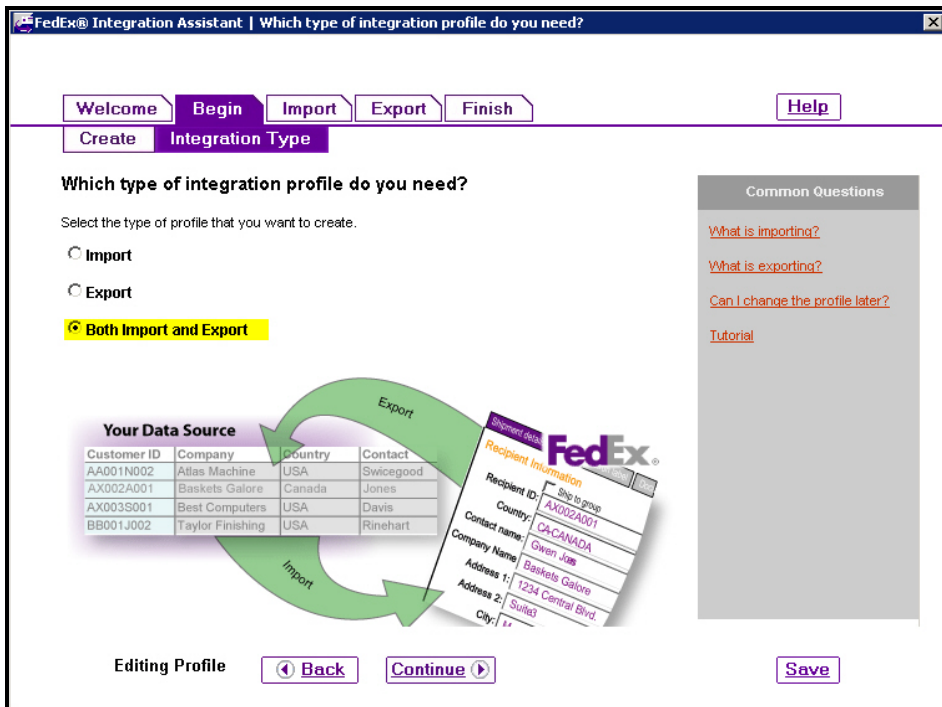 FedEx® Integration Assistant | Which type of integration profile do you need?
Welcome Begin Import Export Finish Help
Create Integration Type
Which type of integration profile do you need?
Select the type of profile that you want to create.
Import
Export
Both Import and Export
Common Questions
What is importing?
What is exporting?
Can I change the profile later?
Tutorial
Export
Your Data Source
Customer ID Company Country Contact
AA001N002 Atlas Machine USA Swicegood
AX002A001 Baskets Galore Canada Jones
AX003S001 Best Computers USA Davis
BB001J002 Taylor Finishing USA Rinehart
Import
Shipment detai
FedEx®
Recipient Information
Ship to group
Recipient ID: AX002A001
Country: CA-CANADA
Contact name: Gwen Jones
Company Name Baskets Galore
Address 1: 1234 Central Blvd.
Address 2: Suite3
City:
Editing Profile Back Continue Save